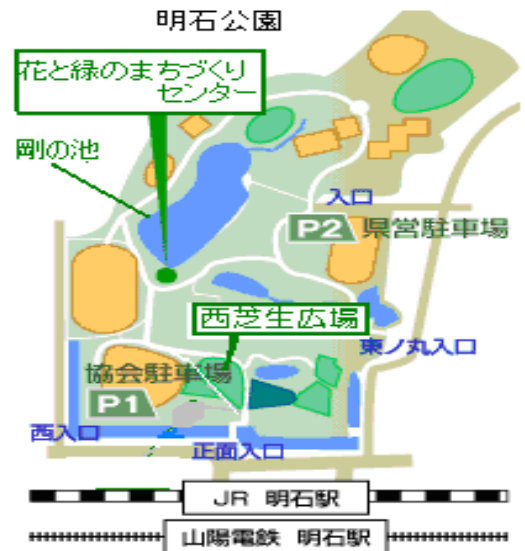 明石公園
花と緑のまちづくり
センター
剛の池
入口
P2 県営駐車場
西芝生広場
東ノ丸入口
協会駐車場
P1
西入口
正面入口
JR 明石駅
山陽電鉄 明石駅